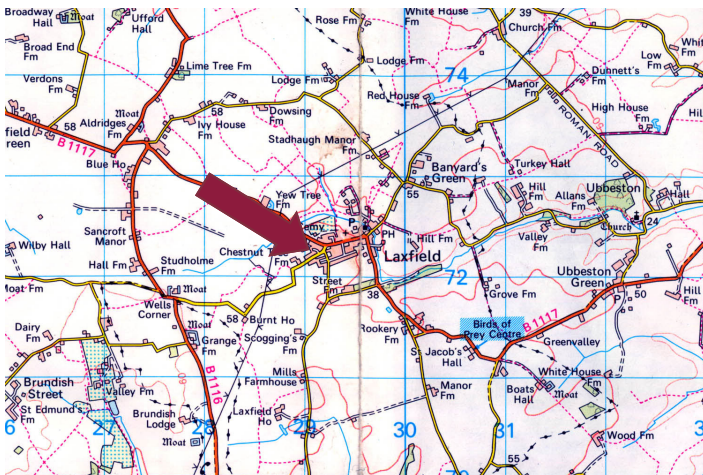 Broadway
Hall
Moat
Ufford
Hall
Rose Fm
White House
Fm
39
Church Fm
Broad End
Fm
Lime Tree Fm
Lodge Fm
74
Low
Fm
Verdons
Fm
Lodge Fm
Dunnett's
Fm
Red House
Fm
Manor
Fm
High House
Fm
58
Moat
Aldridges
Fm
58
Ivy House
Fm
Dowsing
Fm
ROMAN ROAD
Stadhaugh Manor
Fm
B1117
Blue Ho
Banyard's
Green
Turkey Hall
Yew Tree
Fm
55
Hill
Fm
Allans
Fm
Ubbeston
Hall
Sancroft
Manor
PH
Hill Fm
Valley
Fm
Church
24
Wilby Hall
Chestnut
Laxfield
Hall Fm
Studholme
Fm
Street
Fm
72
Ubbeston
Green
Moat Fm
Wells
Corner
Moat
38
Grove Fm
50
Hill
Fm
58
Burnt Ho
Rookery
Fm
Birds of
Prey Centre
B1117
Dairy
Fm
Moat
Grange
Fm
Scogging's
Fm
Greenvalley
St Jacob's
Hall
Brundish
Street
Valley Fm
B1116
Mills
Farmhouse
Manor
Fm
Boats
Hall
White House
Fm
Moat
St Edmund's
Fm
Brundish
Lodge
Laxfield
Ho
Moat
27
28
29
30
31
Wood Fm
55